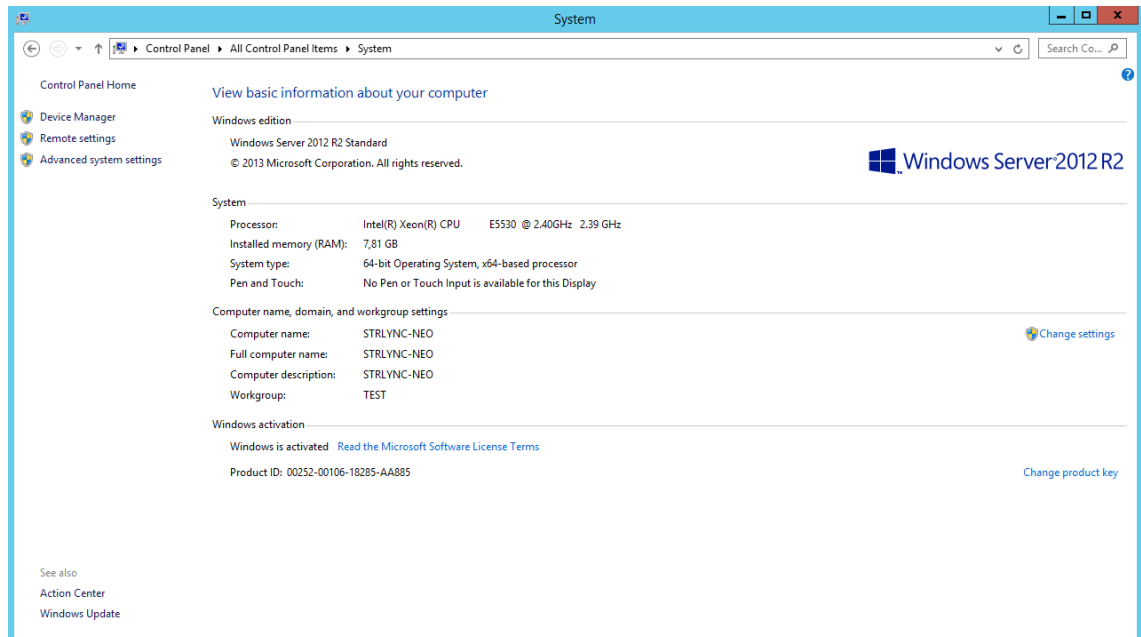 System
Control Panel All Control Panel Items System
Search Co...
Control Panel Home
Device Manager
Remote settings
Advanced system settings
View basic information about your computer
Windows edition
Windows Server 2012 R2 Standard
© 2013 Microsoft Corporation. All rights reserved.
Windows Server 2012 R2
System
Processor: Intel(R) Xeon(R) CPU E5530 @ 2.40GHz 2.39 GHz
Installed memory (RAM): 7,81 GB
System type: 64-bit Operating System, x64-based processor
Pen and Touch: No Pen or Touch Input is available for this Display
Computer name, domain, and workgroup settings
Computer name: STRLYNC-NEO
Change settings
Full computer name: STRLYNC-NEO
Computer description: STRLYNC-NEO
Workgroup: TEST
Windows activation
Windows is activated Read the Microsoft Software License Terms
Product ID: 00252-00106-18285-AA885
Change product key
See also
Action Center
Windows Update